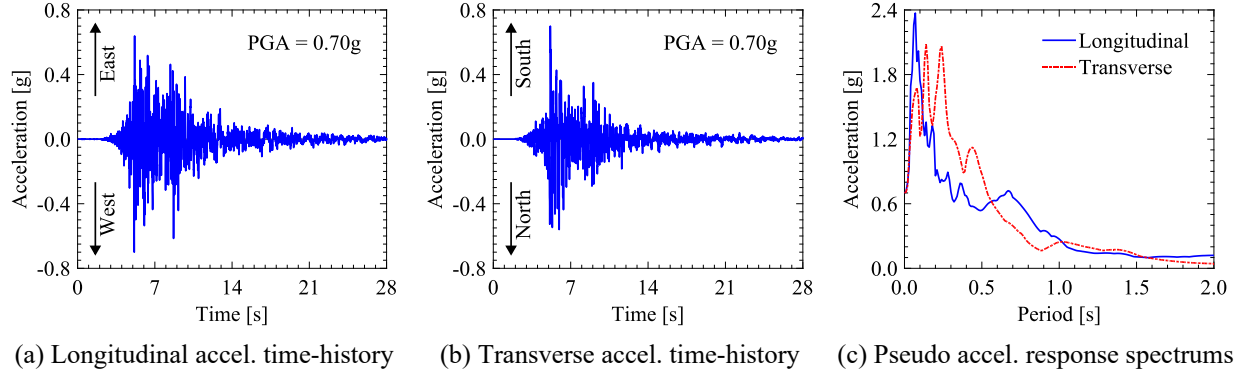 0.8
0.4
0.0
-0.4
-0.8
Acceleration [g]
East
West
PGA = 0.70g
0 7 14 21 28
Time [s]
(a) Longitudinal accel. time-history
0.8
0.4
0.0
-0.4
-0.8
Acceleration [g]
South
North
PGA = 0.70g
0 7 14 21 28
Time [s]
(b) Transverse accel. time-history
2.4
1.8
1.2
0.6
0.0
Acceleration [g]
Longitudinal
Transverse
0.0 0.5 1.0 1.5 2.0
Period [s]
(c) Pseudo accel. response spectrums